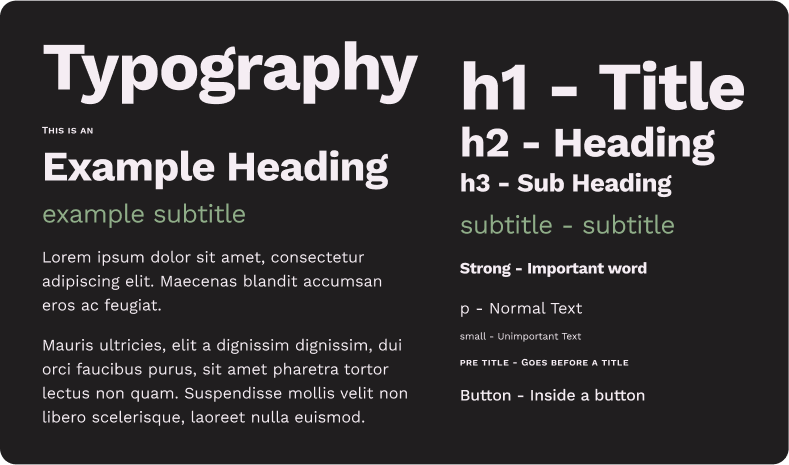 Typography
THIS IS AN
Example Heading
example subtitle
Lorem ipsum dolor sit amet, consectetur
adipiscing elit. Maecenas blandit accumsan
eros ac feugiat.
Mauris ultricies, elit a dignissim dignissim, dui
orci faucibus purus, sit amet pharetra tortor
lectus non quam. Suspendisse mollis velit non
libero scelerisque, laoreet nulla euismod.
h1 - Title
h2 - Heading
h3 - Sub Heading
subtitle - subtitle
Strong - Important word
p - Normal Text
small - Unimportant Text
PRE TITLE - GOES BEFORE A TITLE
Button - Inside a button